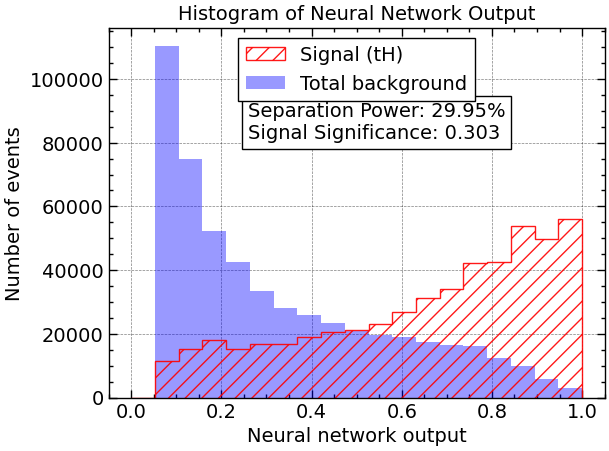 Histogram of Neural Network Output
Signal (tH)
Total background
Separation Power: 29.95%
Signal Significance: 0.303
Number of events
100000
80000
60000
40000
20000
0
0.0 0.2 0.4 0.6 0.8 1.0
Neural network output